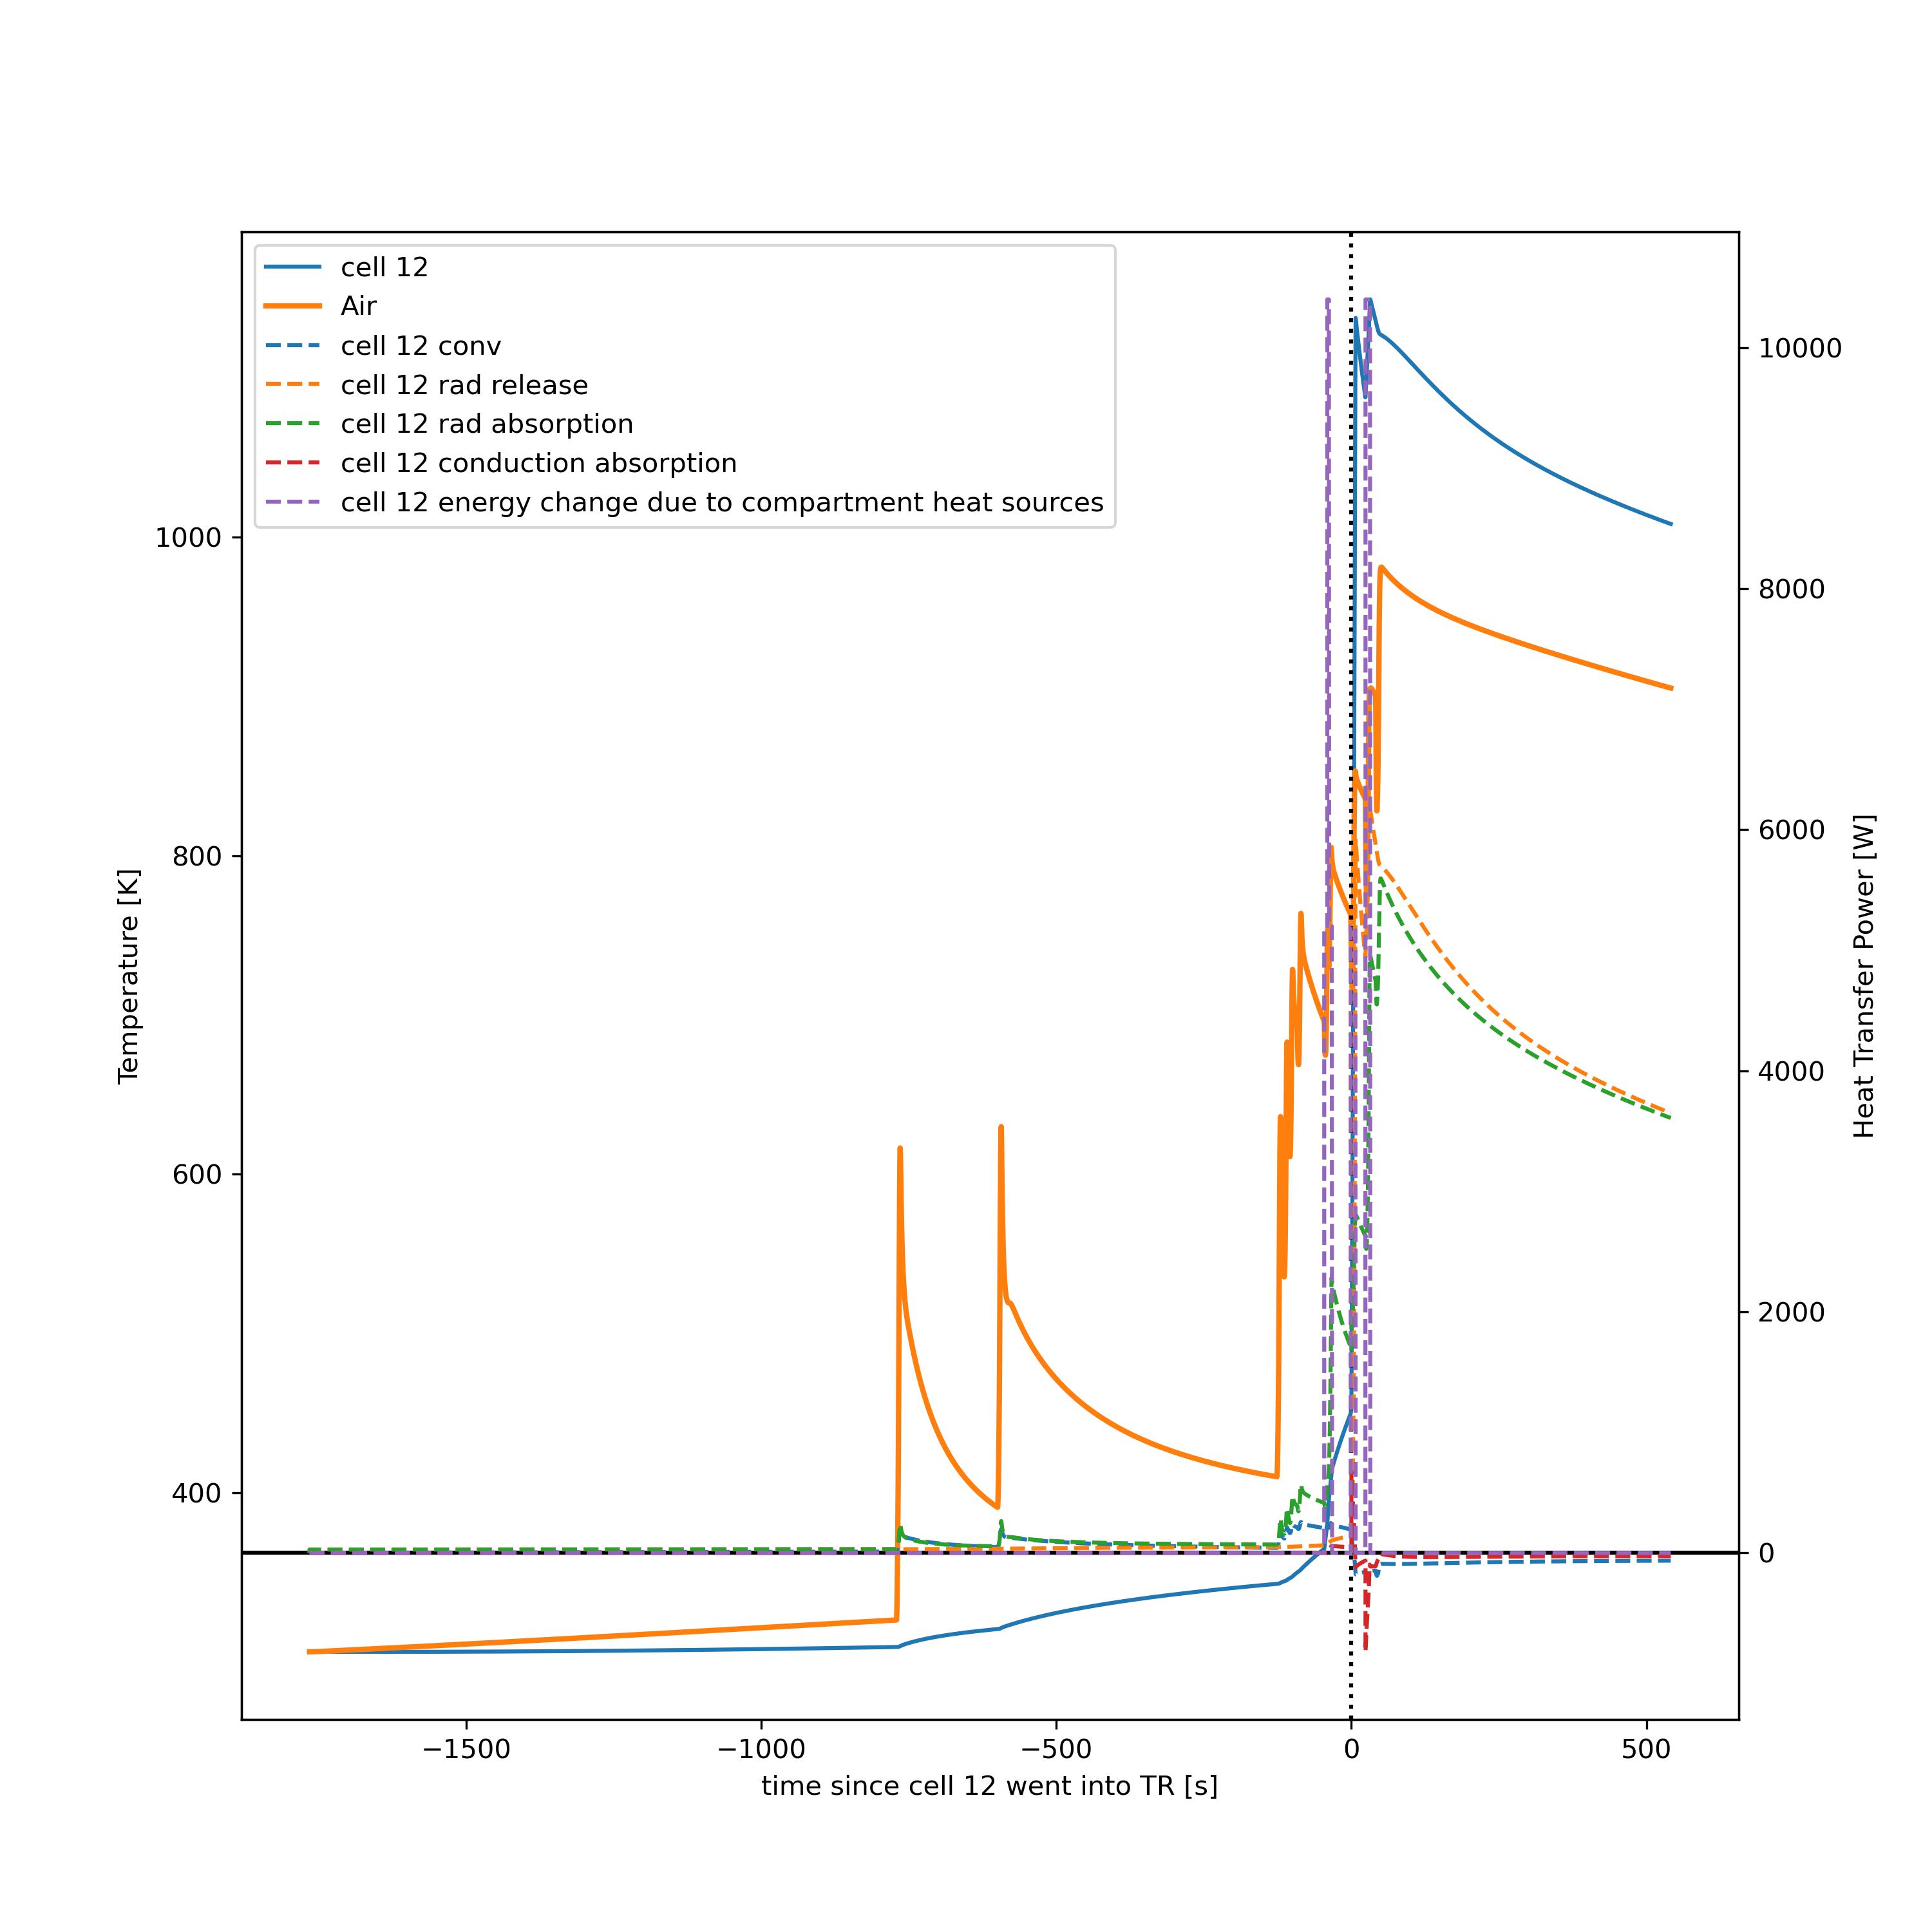 cell 12
Air
cell 12 conv
cell 12 rad release
cell 12 rad absorption
cell 12 conduction absorption
cell 12 energy change due to compartment heat sources
1000
800
600
400
Temperature [K]
10000
8000
6000
4000
2000
0
Heat Transfer Power [W]
−1500
−1000
−500
0
500
time since cell 12 went into TR [s]